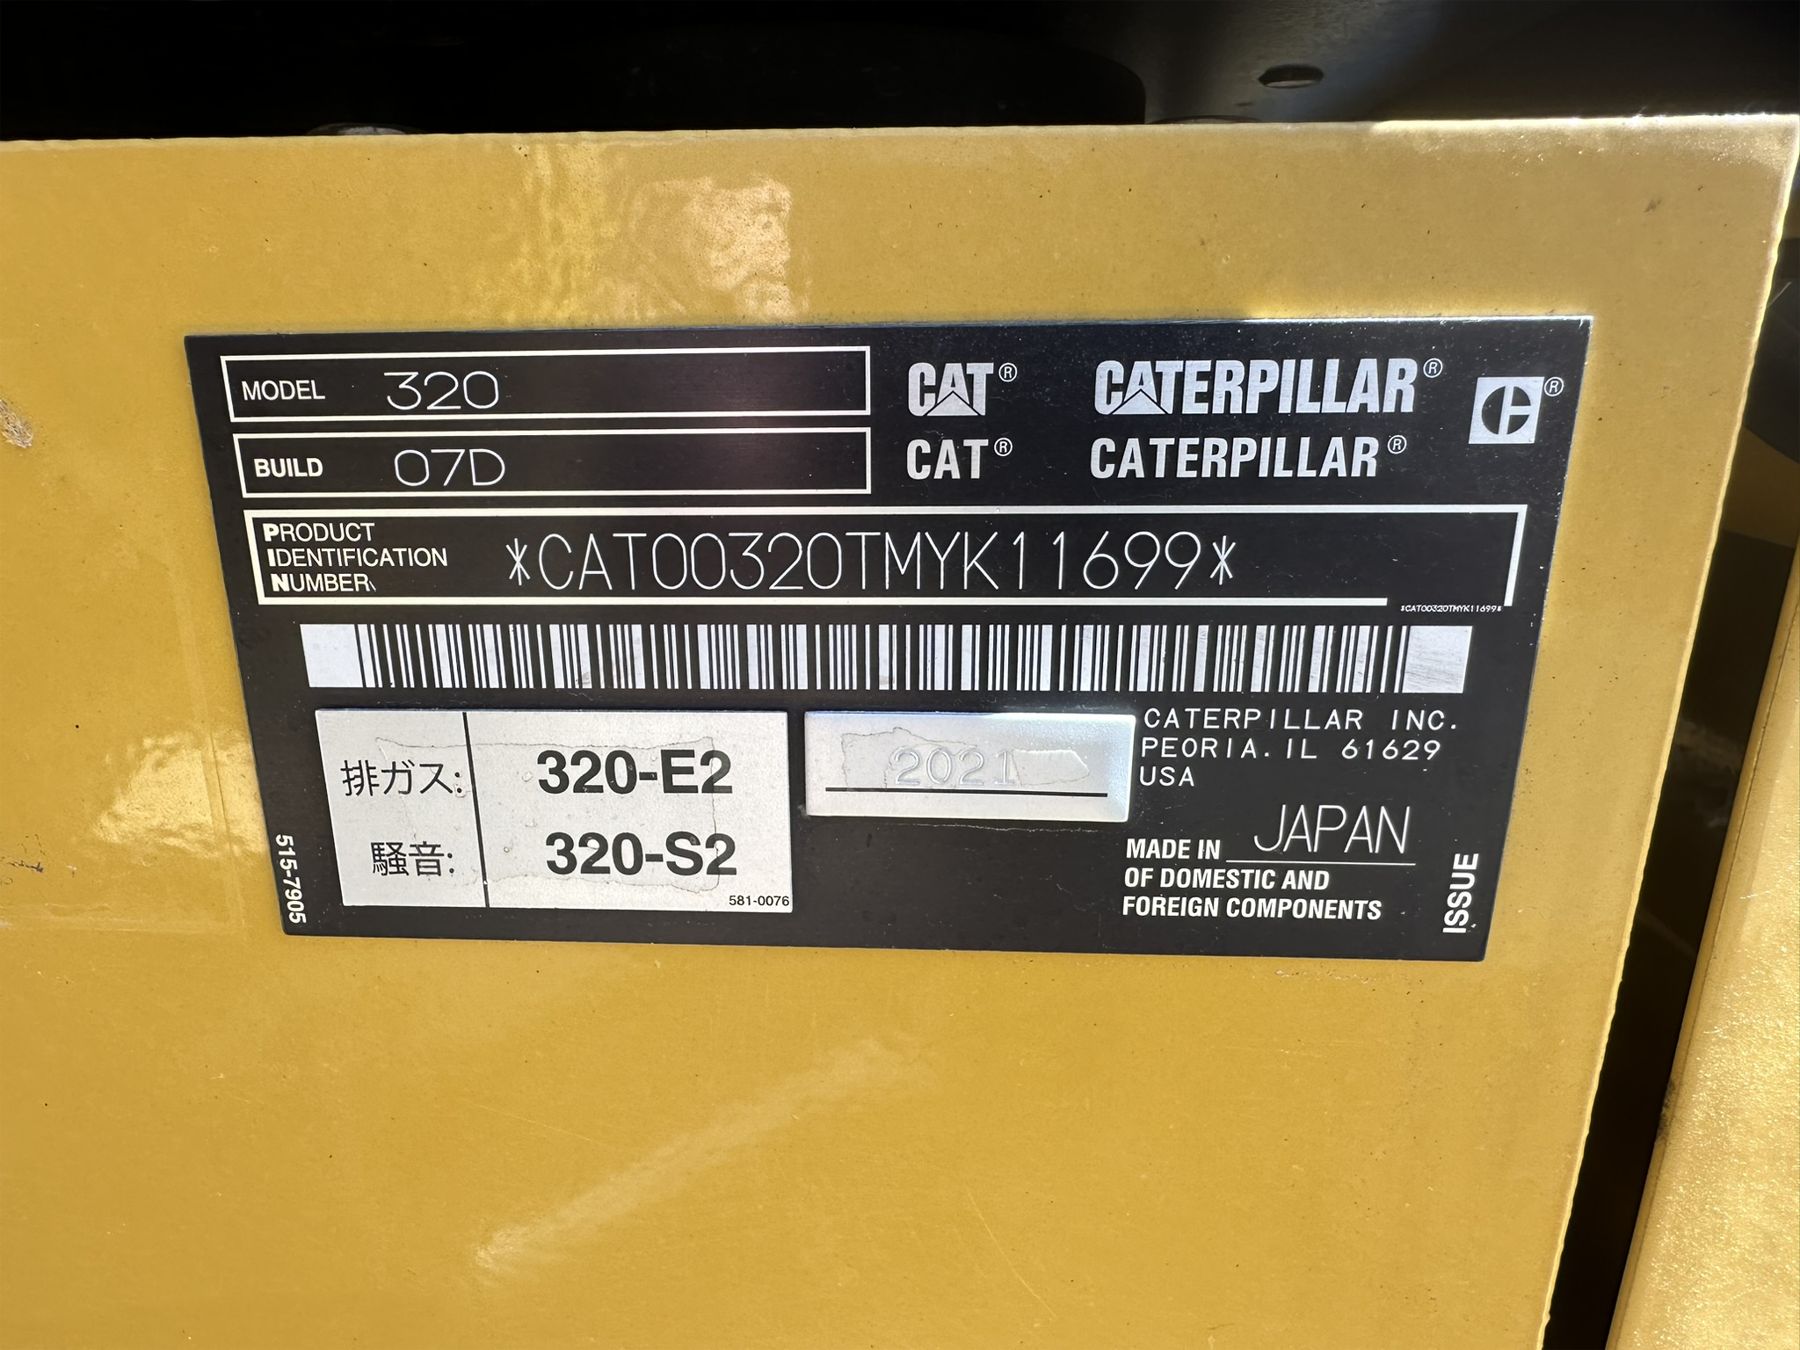 MODEL 320
CAT® CATERPILLAR® ®
BUILD 07D
CAT® CATERPILLAR®
PRODUCT
IDENTIFICATION
NUMBER
*CAT00320TMYK11699*
*CAT00320TMYK11699*
排ガス: 320-E2
騒音: 320-S2
581-0076
2021
CATERPILLAR INC.
PEORIA. IL 61629
USA
MADE IN JAPAN
OF DOMESTIC AND
FOREIGN COMPONENTS
515-7905
ISSUE